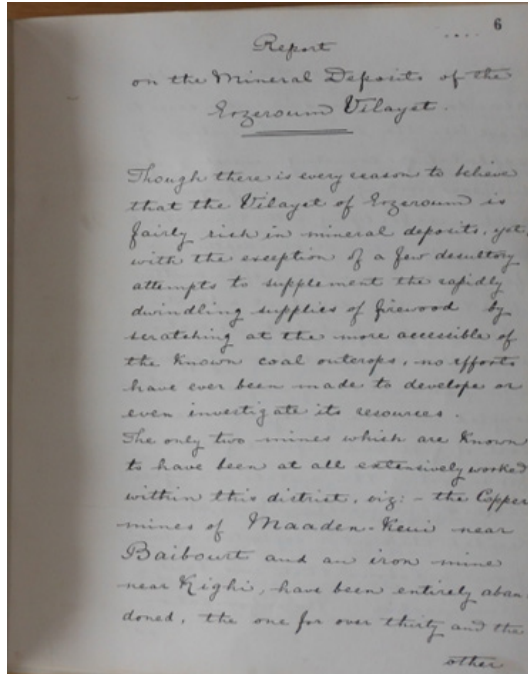 6
Report
on the Mineral Deposits of the
Erzeroum Vilayet.
Though there is every reason to believe
that the Vilayet of Erzeroum is
fairly rich in mineral deposits, yet,
with the exception of a few desultory
attempts to supplement the rapidly
dwindling supplies of firewood by
scratching at the more accessible of
the known coal outcrops, no efforts
have ever been made to develope or
even investigate its resources.
The only two mines which are known
to have been at all extensively worked
within this district, viz: - the Copper
mines of Maaden-Keui near
Baibourt and an iron mine
near Kighi, have been entirely aban-
doned, the one for over thirty and the
other